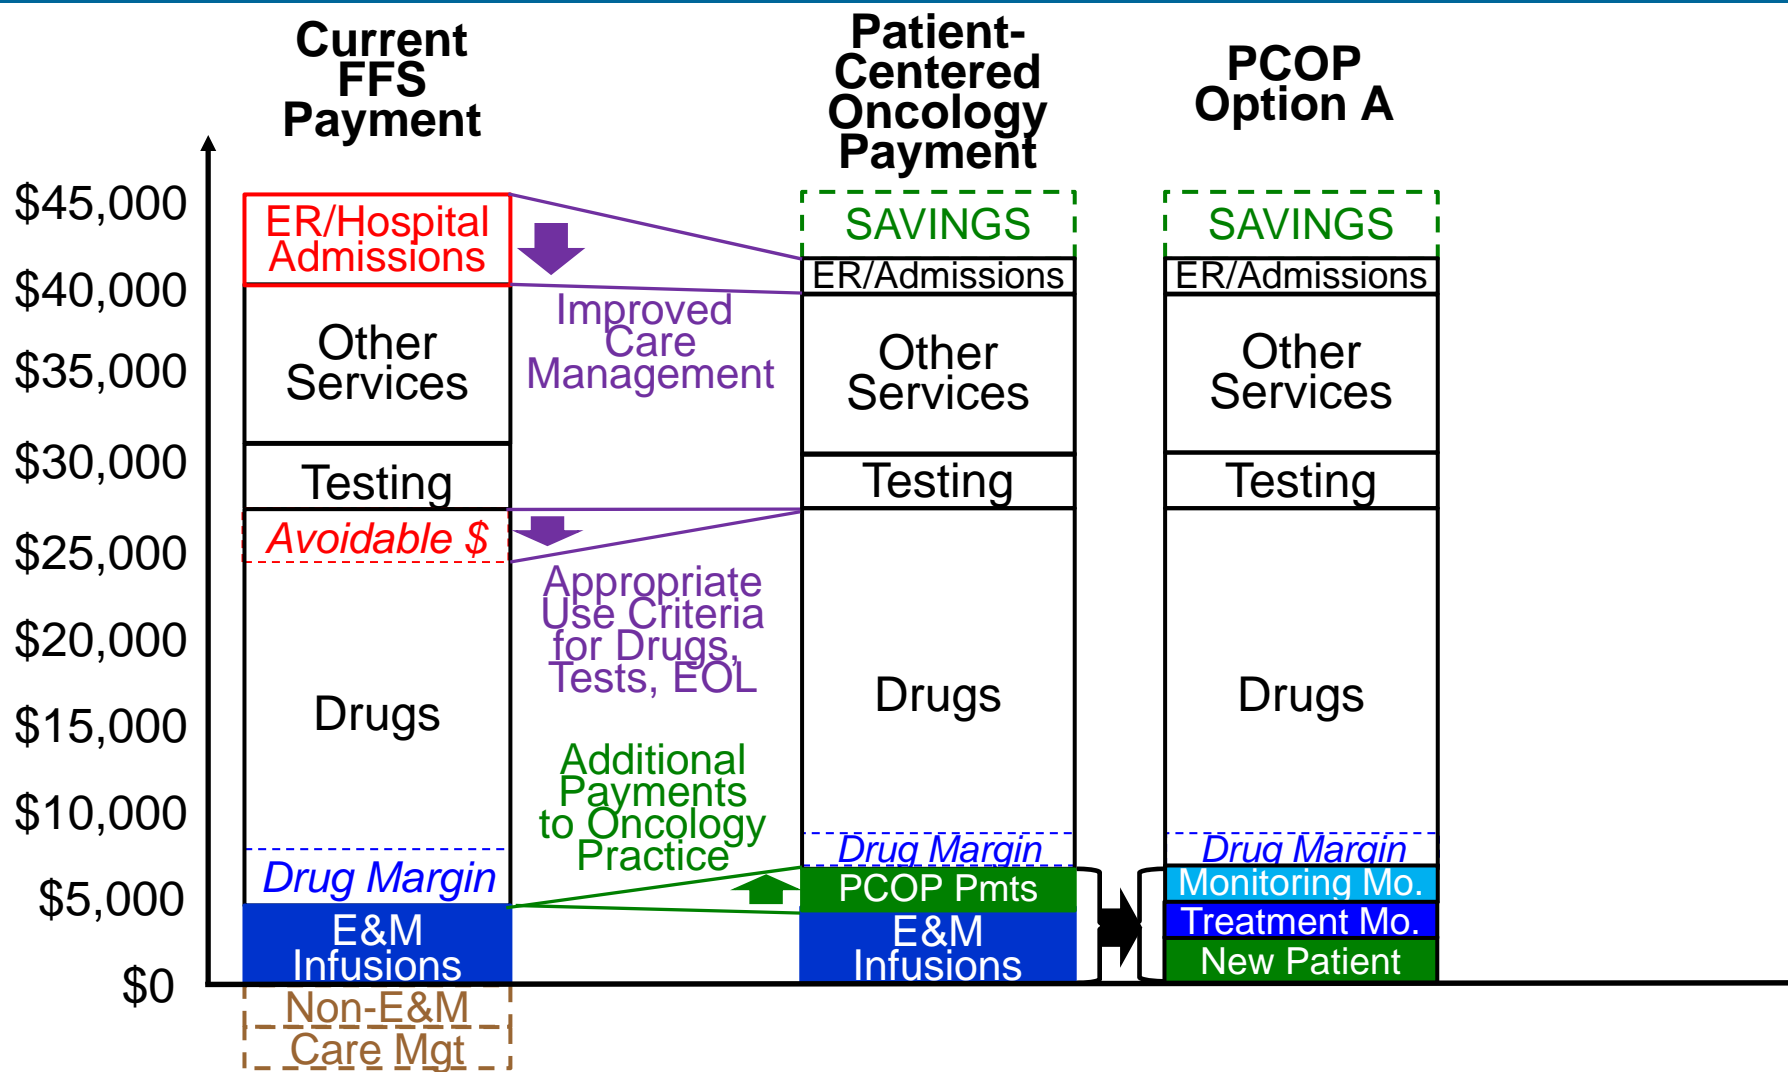 Current
FFS
Payment
Patient-
Centered
Oncology
Payment
PCOP
Option A
$45,000
$40,000
$35,000
$30,000
$25,000
$20,000
$15,000
$10,000
$5,000
$0
ER/Hospital
Admissions
Other
Services
Testing
Avoidable $
Drugs
Drug Margin
E&M
Infusions
Non-E&M
Care Mgt
Improved
Care
Management
Appropriate
Use Criteria
for Drugs,
Tests, EOL
Additional
Payments
to Oncology
Practice
SAVINGS
ER/Admissions
Other
Services
Testing
Drugs
Drug Margin
PCOP Pmts
E&M
Infusions
SAVINGS
ER/Admissions
Other
Services
Testing
Drugs
Drug Margin
Monitoring Mo.
Treatment Mo.
New Patient